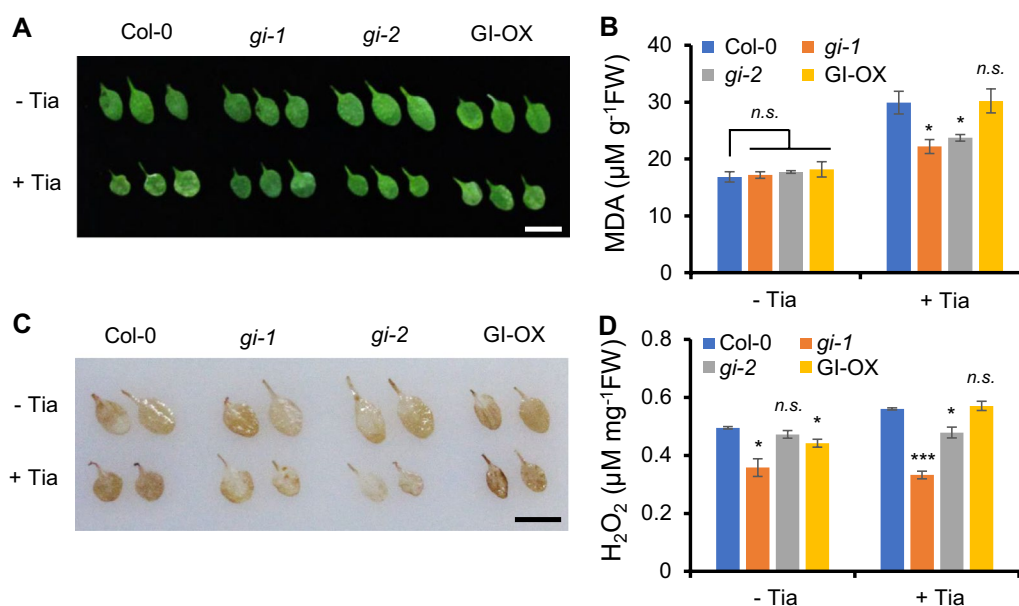 A
Col-0 gi-1 gi-2 GI-OX
- Tia
+ Tia
B
Col-0 gi-1
gi-2 GI-OX
MDA (µM g⁻¹FW)
40
30
20
10
0
n.s.
* * n.s.
- Tia + Tia
C
Col-0 gi-1 gi-2 GI-OX
- Tia
+ Tia
D
Col-0 gi-1
gi-2 GI-OX
H₂O₂ (µM mg⁻¹FW)
0.8
0.6
0.4
0.2
0
* n.s. *
*** * n.s.
- Tia + Tia